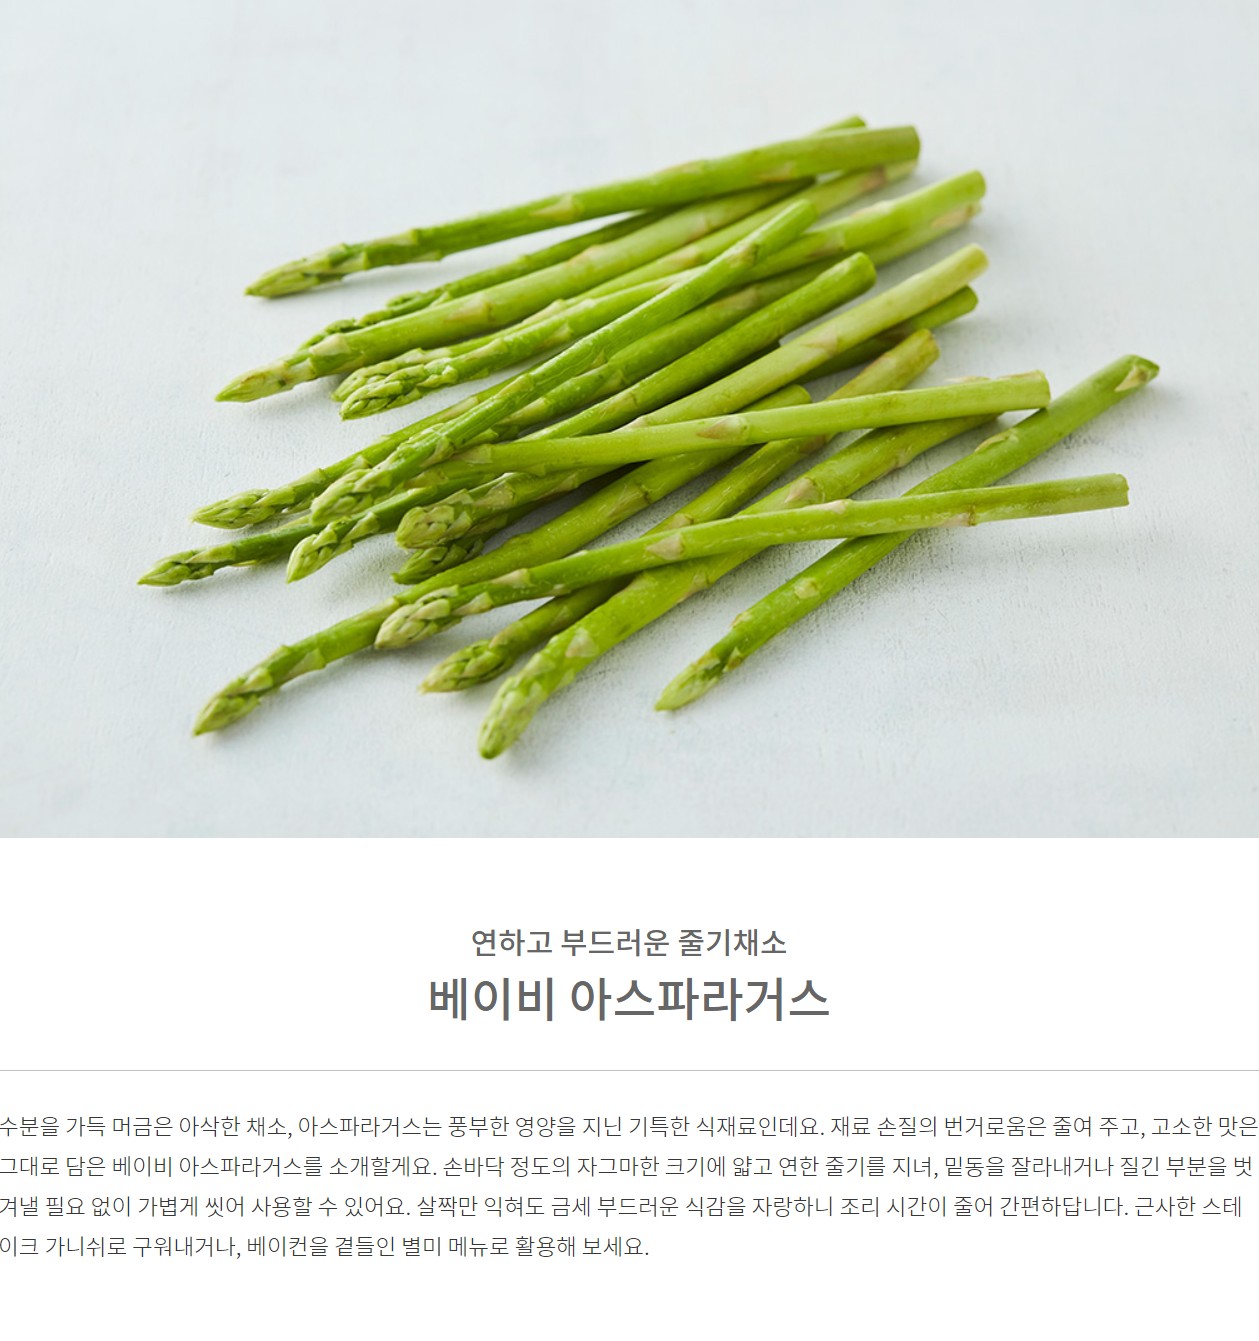 연하고 부드러운 줄기채소
베이비 아스파라거스
수분을 가득 머금은 아삭한 채소, 아스파라거스는 풍부한 영양을 지닌 기특한 식재료인데요. 재료 손질의 번거로움은 줄여 주고, 고소한 맛은
그대로 담은 베이비 아스파라거스를 소개할게요. 손바닥 정도의 자그마한 크기에 얇고 연한 줄기를 지녀, 밑동을 잘라내거나 질긴 부분을 벗
겨낼 필요 없이 가볍게 씻어 사용할 수 있어요. 살짝만 익혀도 금세 부드러운 식감을 자랑하니 조리 시간이 줄어 간편하답니다. 근사한 스테
이크 가니쉬로 구워내거나, 베이컨을 곁들인 별미 메뉴로 활용해 보세요.